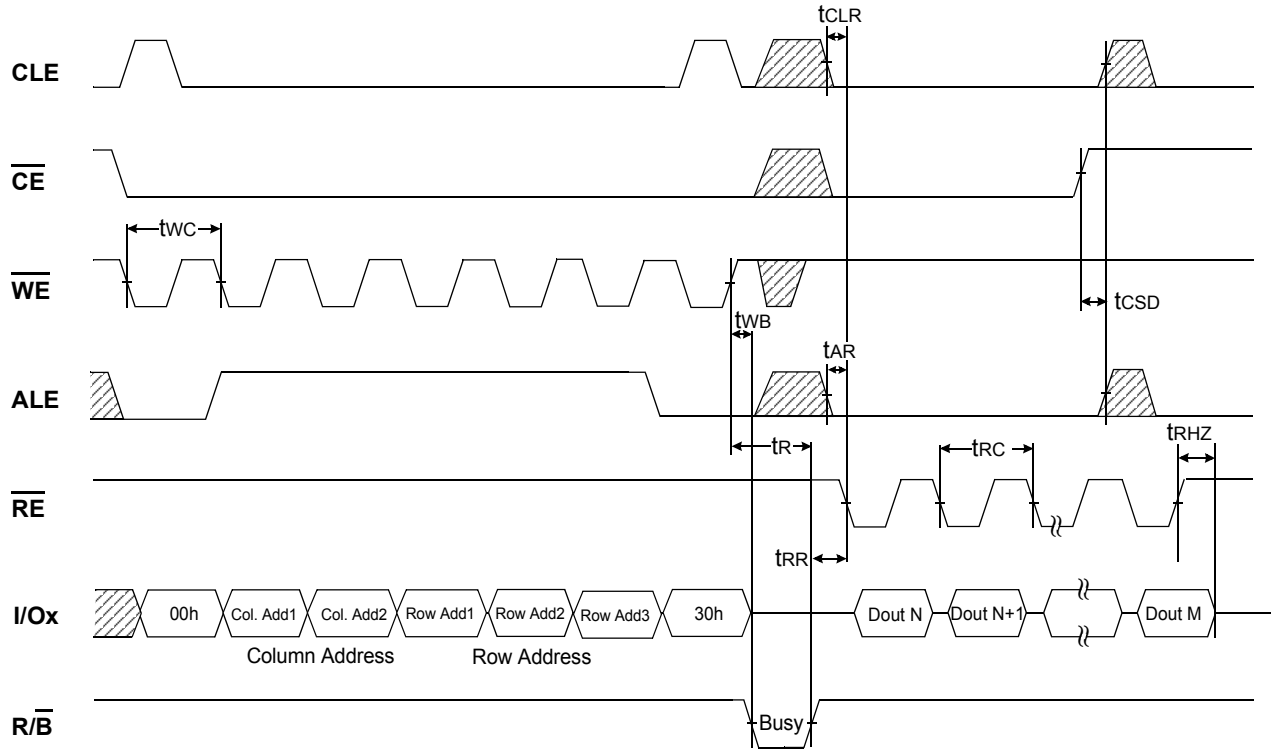 tCLR
CLE
CE
tWC
WE
tCSD
tWB
tAR
ALE
tR
tRC
tRHZ
RE
tRR
I/Ox
00h
Col. Add1
Col. Add2
Row Add1
Row Add2
Row Add3
30h
Dout N
Dout N+1
Dout M
Column Address
Row Address
R/B
Busy